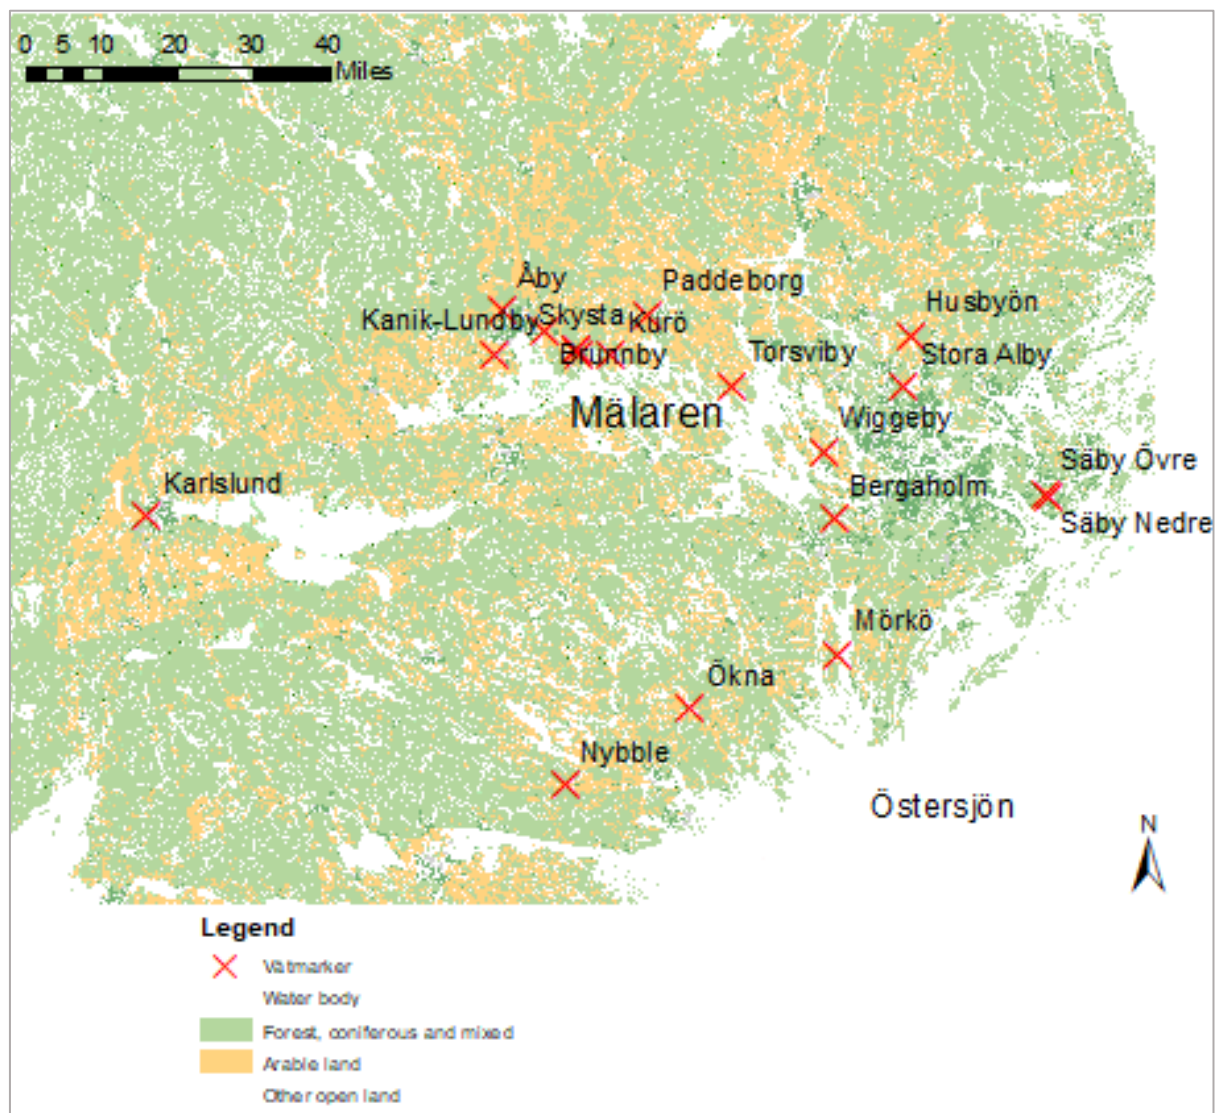 0 5 10 20 30 40
Miles
Åby
Paddeborg
Husbyön
Kanik-Lundby
Skysta
Kurö
Brunnby
Torsviby
Stora Alby
Mälaren
Wiggeby
Säby Övre
Karlslund
Bergaholm
Säby Nedre
Mörkö
Ökna
Nybble
Östersjön
N
Legend
Våtmarker
Water body
Forest, coniferous and mixed
Arable land
Other open land